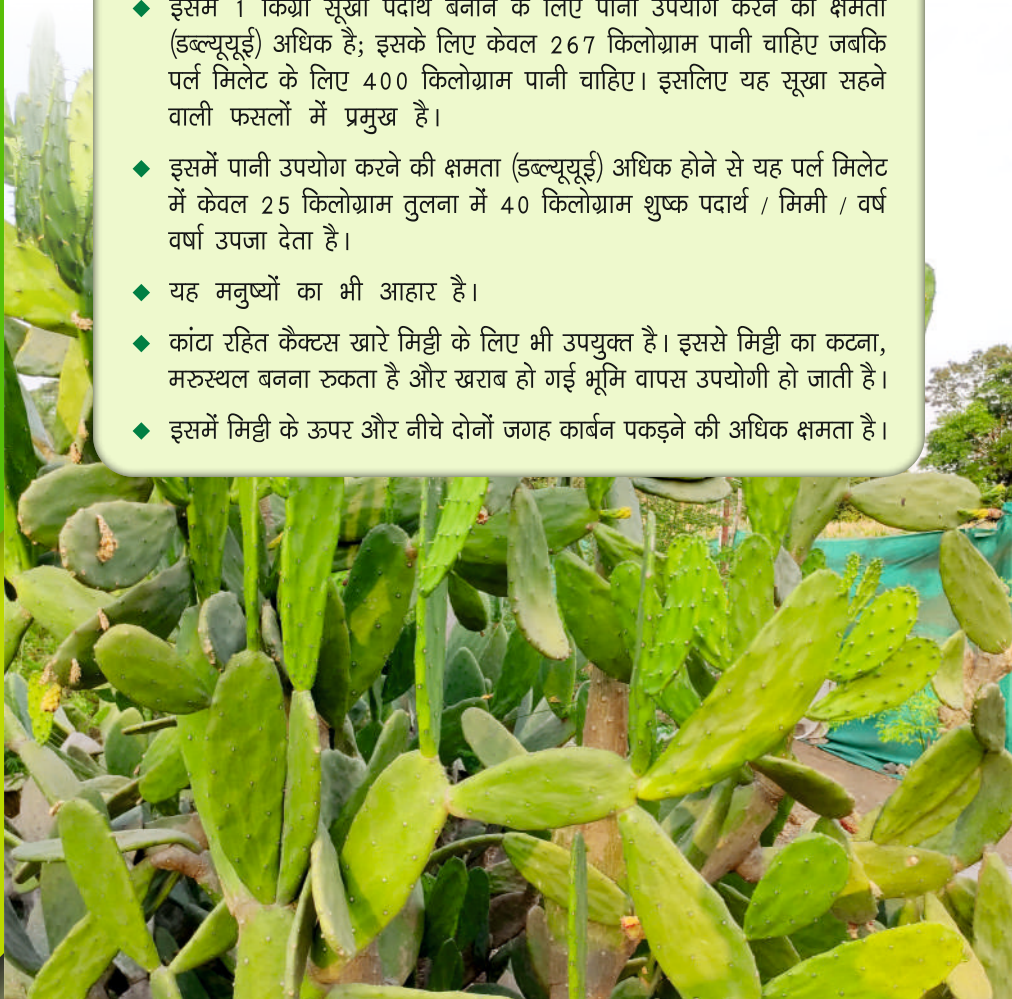 इसमें 1 किग्रा सूखा पदार्थ बनाने के लिए पानी उपयोग करने की क्षमता
(डब्ल्यूयूई) अधिक है; इसके लिए केवल 267 किलोग्राम पानी चाहिए जबकि
पर्ल मिलेट के लिए 400 किलोग्राम पानी चाहिए। इसलिए यह सूखा सहने
वाली फसलों में प्रमुख है।
इसमें पानी उपयोग करने की क्षमता (डब्ल्यूयूई) अधिक होने से यह पर्ल मिलेट
में केवल 25 किलोग्राम तुलना में 40 किलोग्राम शुष्क पदार्थ / मिमी / वर्ष
वर्षा उपजा देता है।
यह मनुष्यों का भी आहार है।
कांटा रहित कैक्टस खारे मिट्टी के लिए भी उपयुक्त है। इससे मिट्टी का कटना,
मरुस्थल बनना रुकता है और खराब हो गई भूमि वापस उपयोगी हो जाती है।
इसमें मिट्टी के ऊपर और नीचे दोनों जगह कार्बन पकड़ने की अधिक क्षमता है।